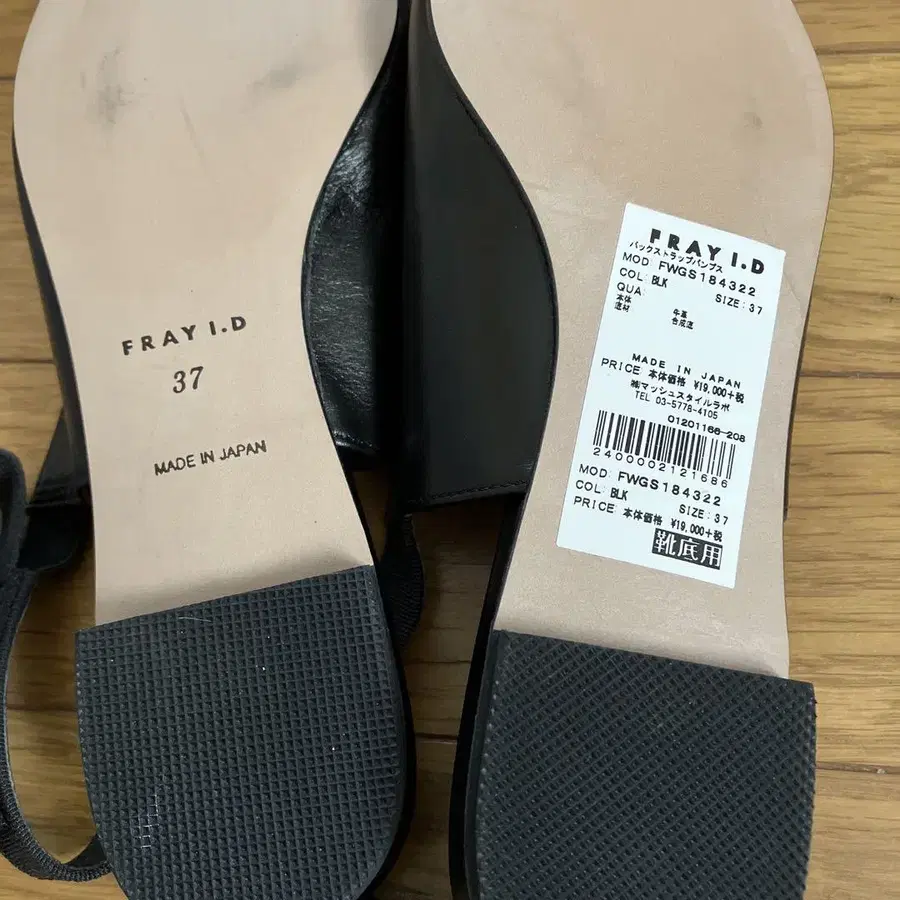 FRAY I.D
37
MADE IN JAPAN
FRAY I.D
バックストラップパンプス
MOD: FWGS184322
COL: BLK SIZE: 37
QUA:
本体 牛革
底材 合成底
MADE IN JAPAN
PRICE 本体価格 ¥19,000+税
㈱マッシュスタイルラボ
TEL 03-5778-4105
01201166-208
2400002121686
MOD: FWGS184322
COL: BLK SIZE: 37
PRICE: 本体価格 ¥19,000+税
靴底用